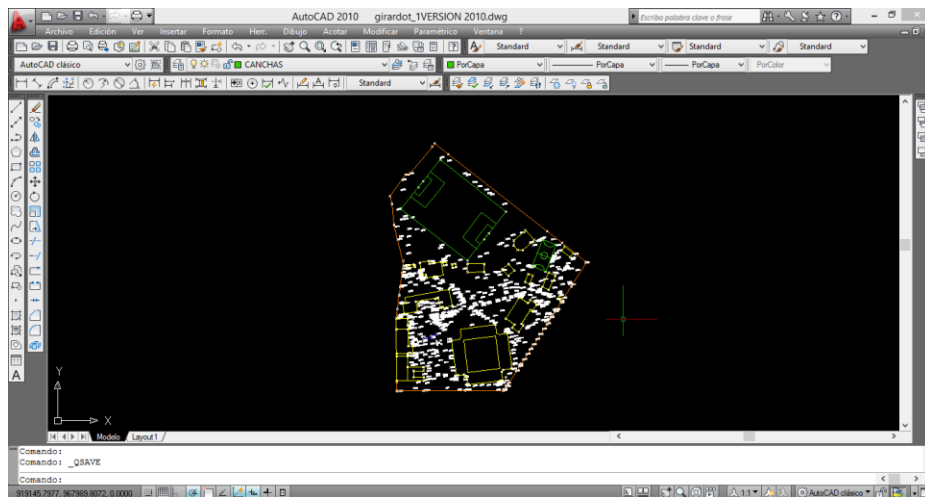 AutoCAD 2010 girardot_1VERSION 2010.dwg Escriba palabra clave o frase
Archivo Edición Ver Insertar Formato Herr. Dibujo Acotar Modificar Paramétrico Ventana ?
Standard Standard Standard Standard
AutoCAD clásico CANCHAS PorCapa PorCapa PorCapa PorColor
Standard
A
Y
X
Modelo Layout1
Comando:
Comando: _QSAVE
Comando:
919145.7977, 967989.8072, 0.0000 1:1 AutoCAD clásico